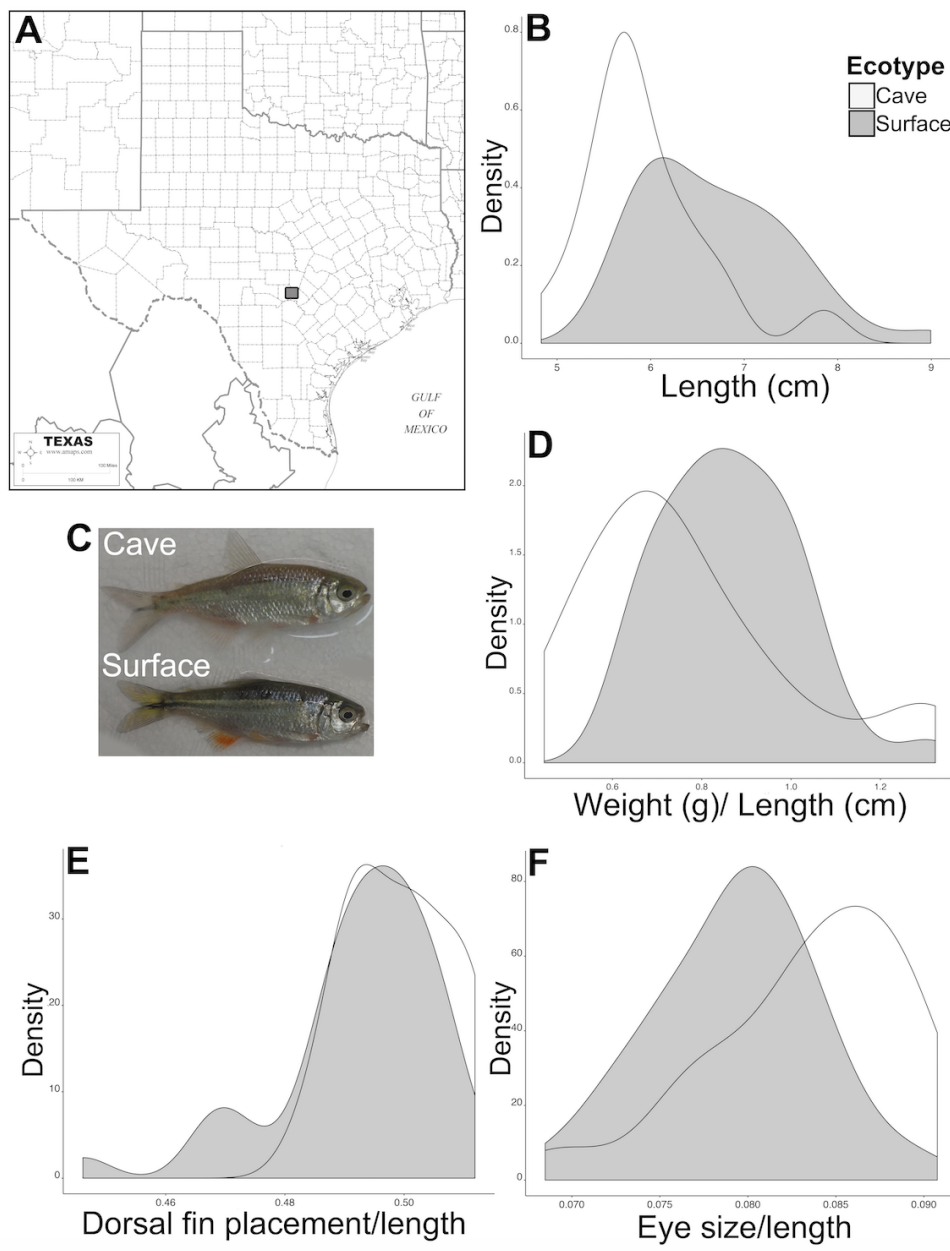 A
TEXAS
www.amaps.com
N
W
S
0
100 Miles
0
100 KM
GULF
OF
MEXICO
B
Ecotype
Cave
Surface
Density
0.8
0.6
0.4
0.2
0.0
5
6
7
8
9
Length (cm)
C
Cave
Surface
D
Density
2.0
1.5
1.0
0.5
0.0
0.6
0.8
1.0
1.2
Weight (g)/ Length (cm)
E
Density
30
20
10
0
0.46
0.48
0.50
Dorsal fin placement/length
F
Density
80
60
40
20
0
0.070
0.075
0.080
0.085
0.090
Eye size/length